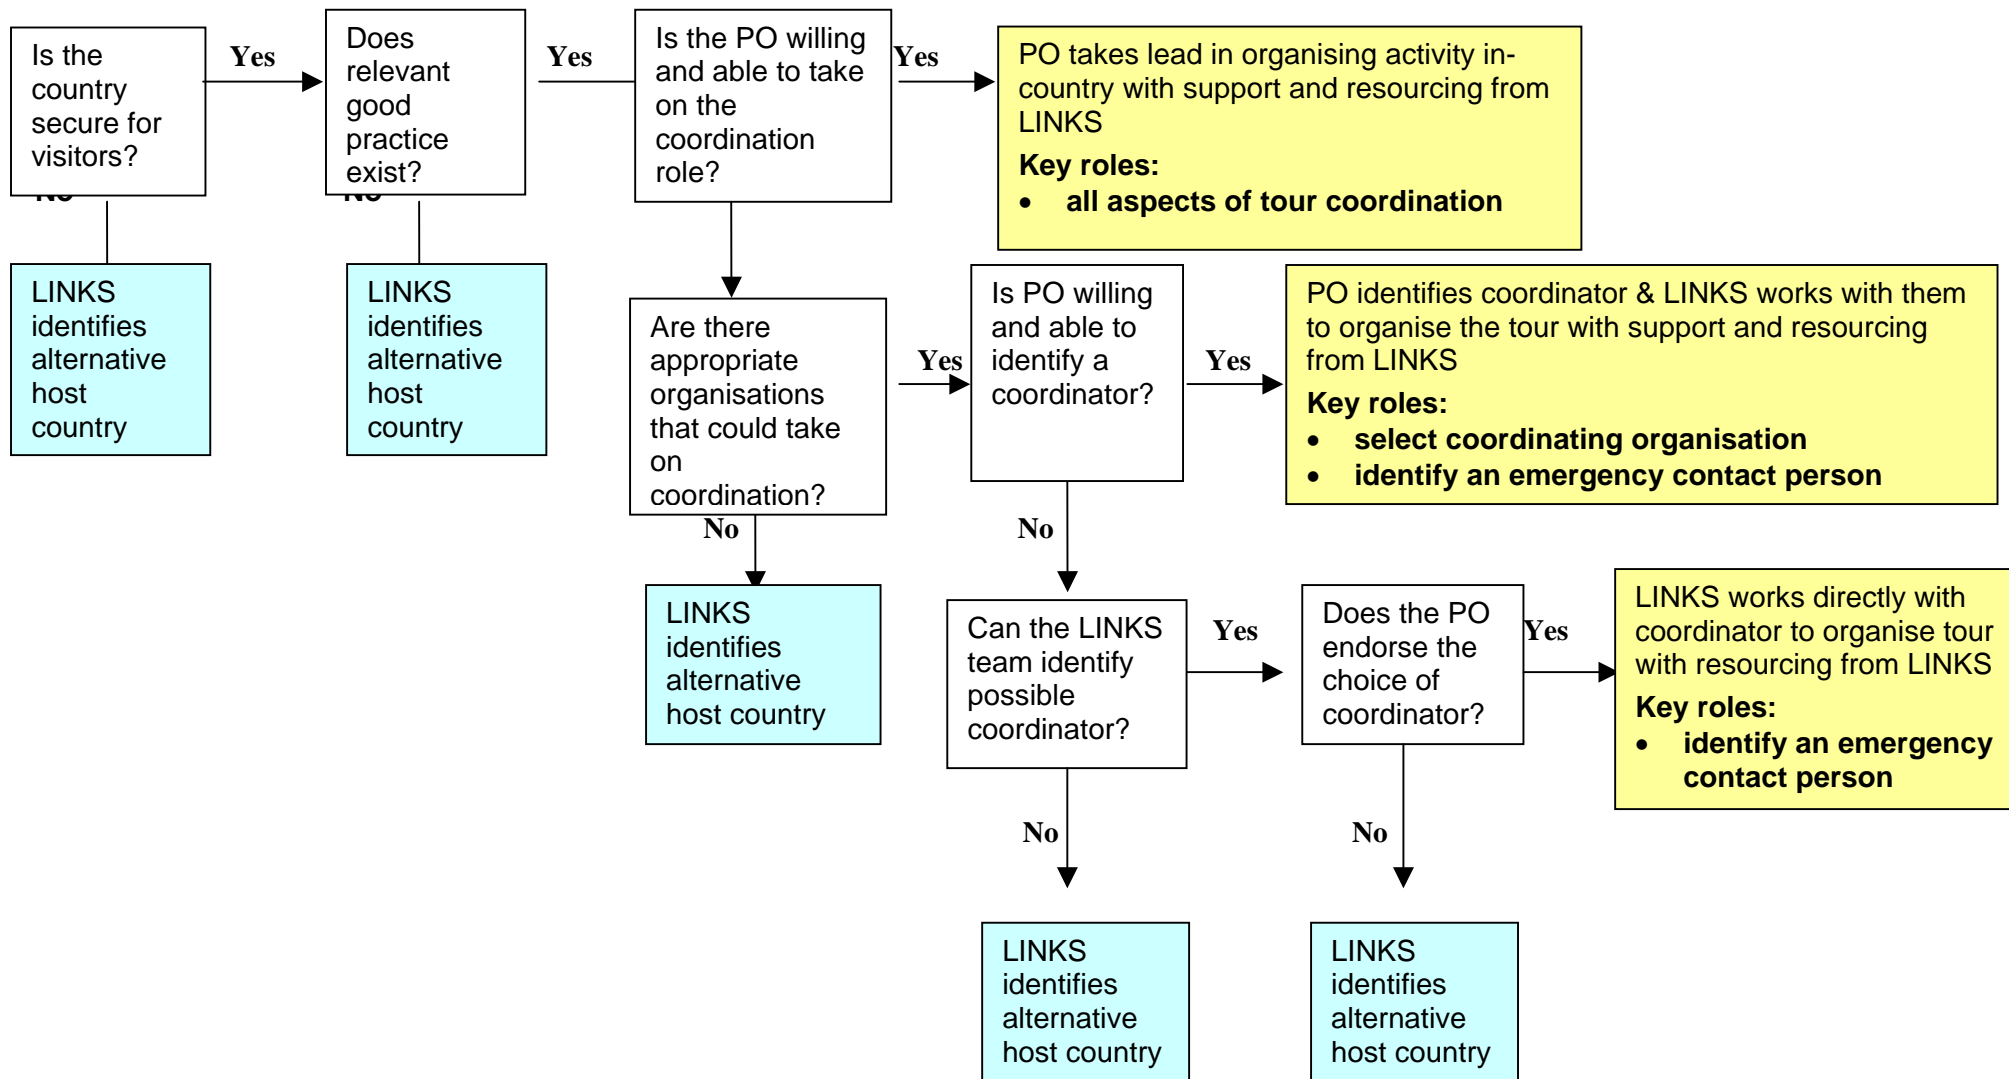 Is the
country
secure for
visitors?
Yes
Does
relevant
good
practice
exist?
Yes
Is the PO willing
and able to take
on the
coordination
role?
Yes
PO takes lead in organising activity in-
country with support and resourcing from
LINKS
Key roles:
• all aspects of tour coordination
No
No
LINKS
identifies
alternative
host
country
LINKS
identifies
alternative
host
country
Are there
appropriate
organisations
that could take
on
coordination?
Yes
Is PO willing
and able to
identify a
coordinator?
Yes
PO identifies coordinator & LINKS works with them
to organise the tour with support and resourcing
from LINKS
Key roles:
• select coordinating organisation
• identify an emergency contact person
No
No
LINKS
identifies
alternative
host country
Can the LINKS
team identify
possible
coordinator?
Yes
Does the PO
endorse the
choice of
coordinator?
Yes
LINKS works directly with
coordinator to organise tour
with resourcing from LINKS
Key roles:
• identify an emergency
contact person
No
No
LINKS
identifies
alternative
host country
LINKS
identifies
alternative
host country